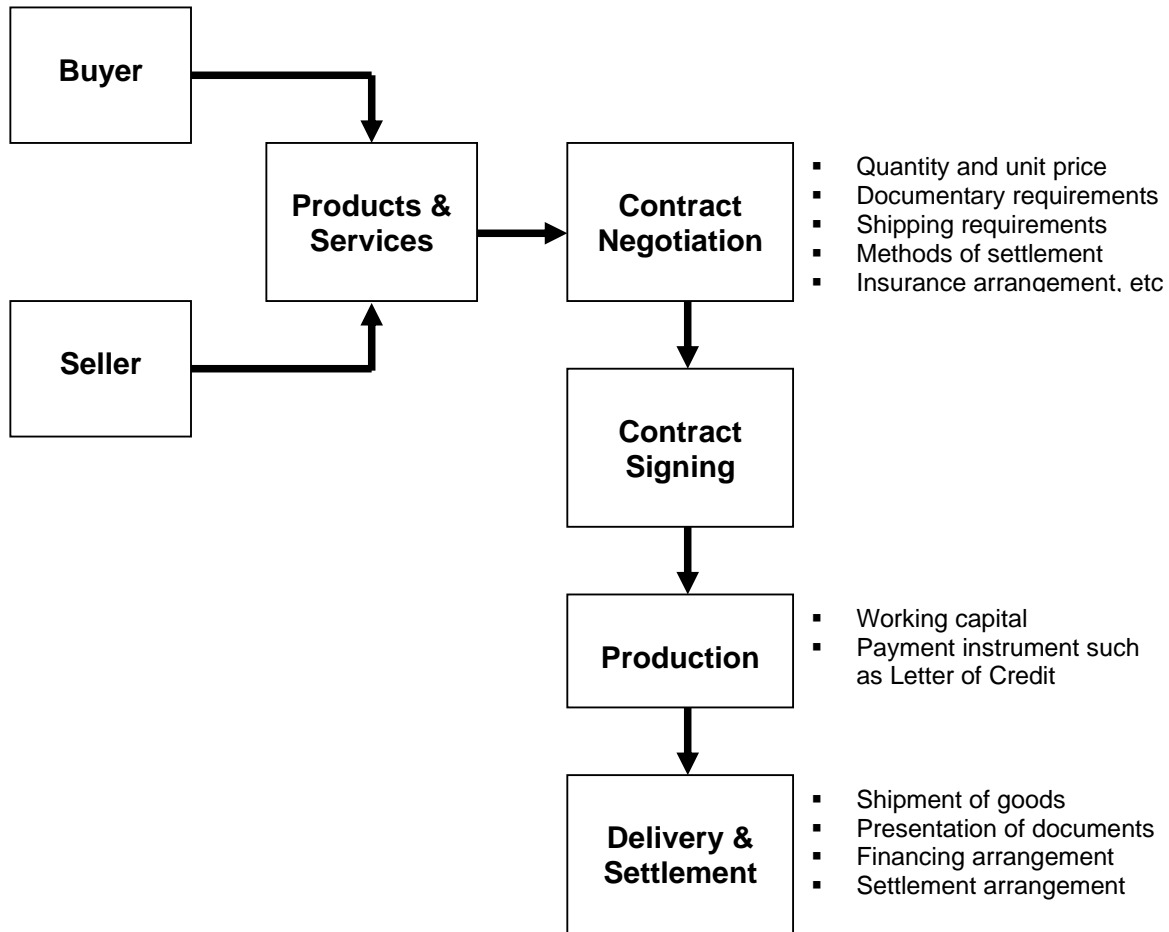 Buyer
Products &
Services
Seller
Contract
Negotiation
▪ Quantity and unit price
▪ Documentary requirements
▪ Shipping requirements
▪ Methods of settlement
▪ Insurance arrangement, etc
Contract
Signing
Production
▪ Working capital
▪ Payment instrument such
as Letter of Credit
Delivery &
Settlement
▪ Shipment of goods
▪ Presentation of documents
▪ Financing arrangement
▪ Settlement arrangement